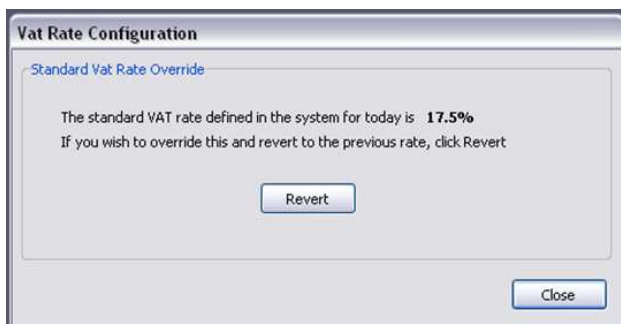 Vat Rate Configuration
Standard Vat Rate Override
The standard VAT rate defined in the system for today is 17.5%
If you wish to override this and revert to the previous rate, click Revert
Revert
Close